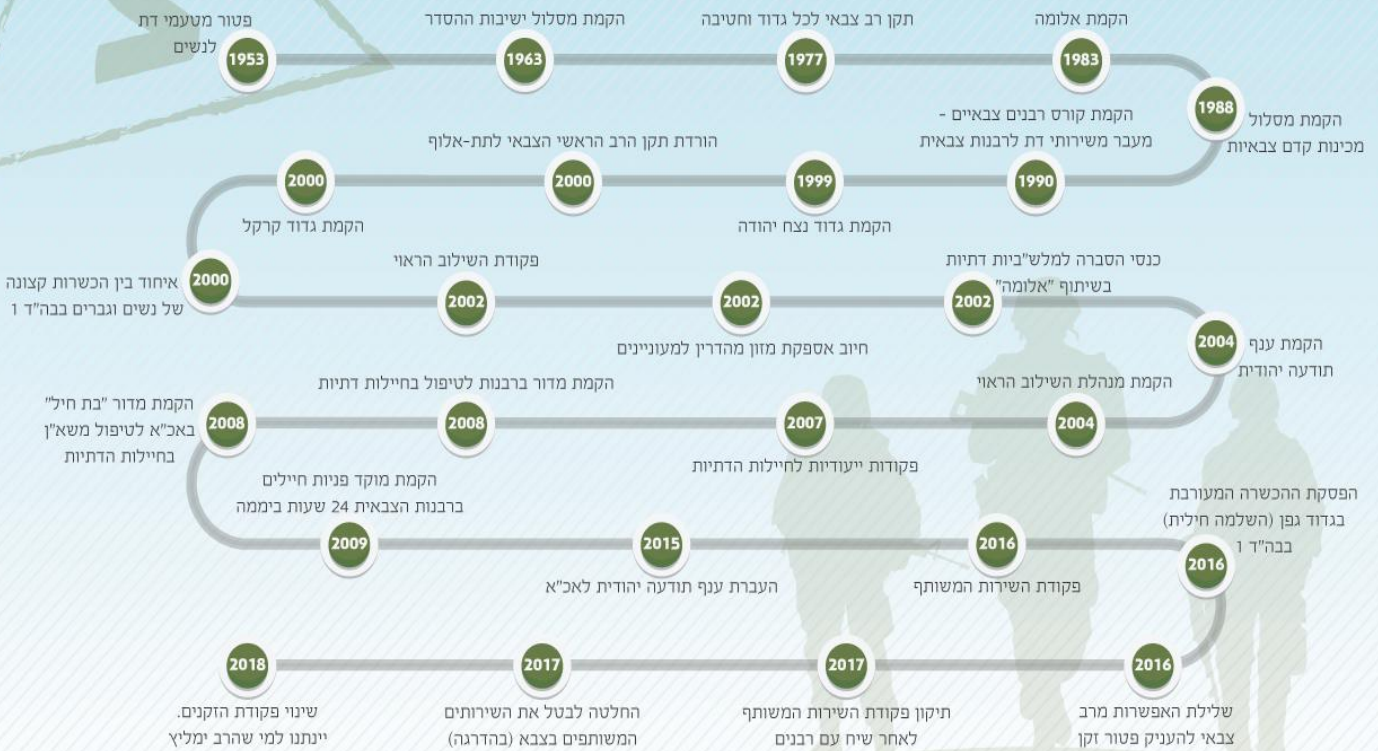 1953
פטור מטעמי דת
לנשים
1963
הקמת מסלול ישיבות ההסדר
1977
תקן רב צבאי לכל גדוד וחטיבה
1983
הקמת אלומה
1988
הקמת מסלול
מכינות קדם צבאיות
1990
הקמת קורס רבנים צבאיים -
מעבר משירותי דת לרבנות צבאית
1999
הקמת גדוד נצח יהודה
2000
הורדת תקן הרב הראשי הצבאי לתת-אלוף
2000
הקמת גדוד קרקל
2000
איחוד בין הכשרות קצונה
של נשים וגברים בבה"ד 1
2002
פקודת השילוב הראוי
2002
חיוב אספקת מזון מהדרין למעוניינים
2002
כנסי הסברה למלש"ביות דתיות
בשיתוף "אלומה"
2004
הקמת ענף
תודעה יהודית
2004
הקמת מנהלת השילוב הראוי
2007
פקודות ייעודיות לחיילות הדתיות
2008
הקמת מדור ברבנות לטיפול בחיילות דתיות
2008
הקמת מדור "בת חיל"
באכ"א לטיפול משא"ן
בחיילות הדתיות
2009
הקמת מוקד פניות חיילים
ברבנות הצבאית 24 שעות ביממה
2015
העברת ענף תודעה יהודית לאכ"א
2016
פקודת השירות המשותף
2016
הפסקת ההכשרה המעורבת
בגדוד גפן (השלמה חילית)
בבה"ד 1
2016
שלילת האפשרות מרב
צבאי להעניק פטור זקן
2017
תיקון פקודת השירות המשותף
לאחר שיח עם רבנים
2017
החלטה לבטל את השירותים
המשותפים בצבא (בהדרגה)
2018
שינוי פקודת הזקנים.
יינתנו למי שהרב ימליץ